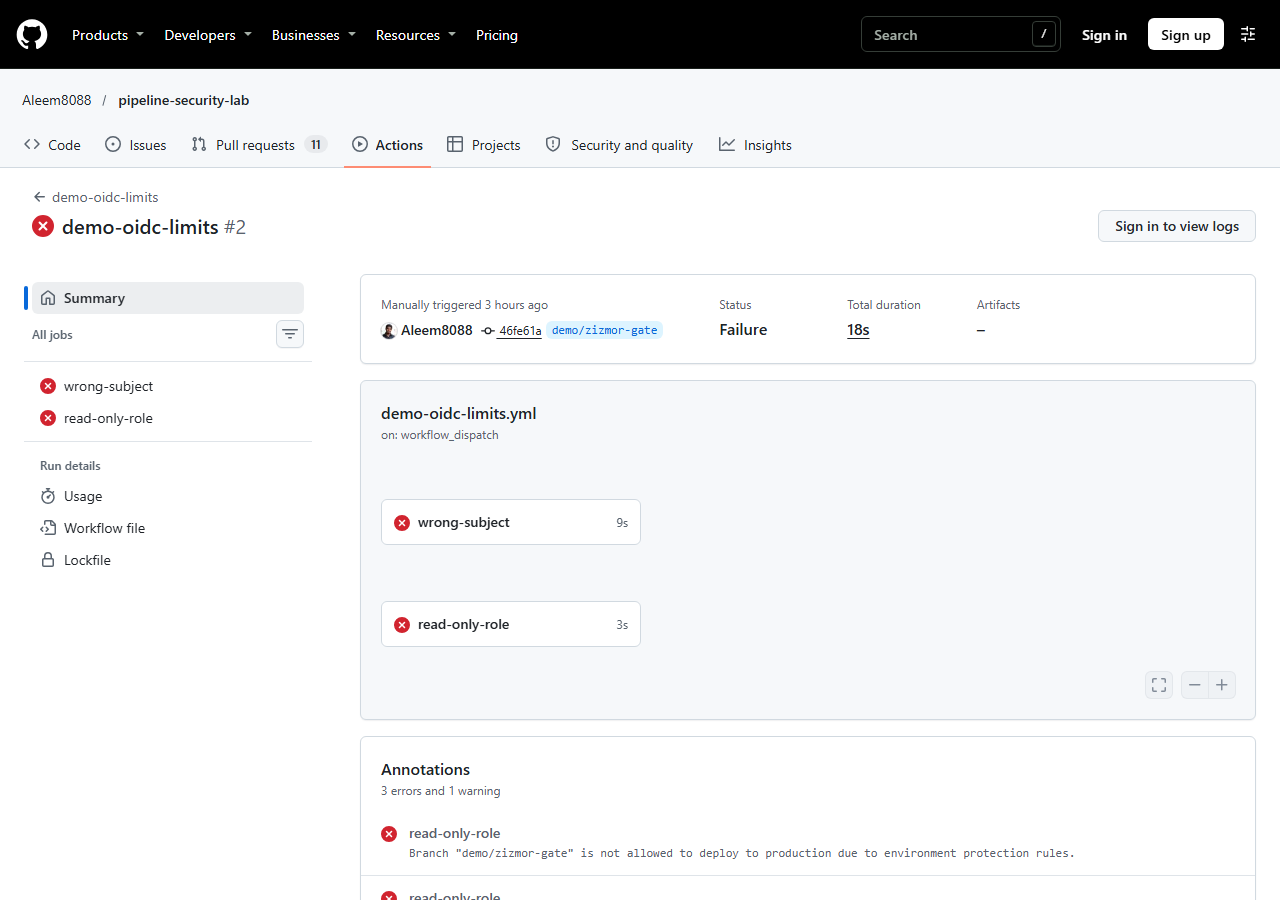 Products Developers Businesses Resources Pricing Search / Sign in Sign up
Aleem8088 / pipeline-security-lab
Code Issues Pull requests 11 Actions Projects Security and quality Insights
demo-oidc-limits
demo-oidc-limits #2
Sign in to view logs
Summary
All jobs
wrong-subject
read-only-role
Run details
Usage
Workflow file
Lockfile
Manually triggered 3 hours ago Status Total duration Artifacts
Aleem8088 46fe61a demo/zizmor-gate Failure 18s –
demo-oidc-limits.yml
on: workflow_dispatch
wrong-subject 9s
read-only-role 3s
Annotations
3 errors and 1 warning
read-only-role
Branch "demo/zizmor-gate" is not allowed to deploy to production due to environment protection rules.
read-only-role